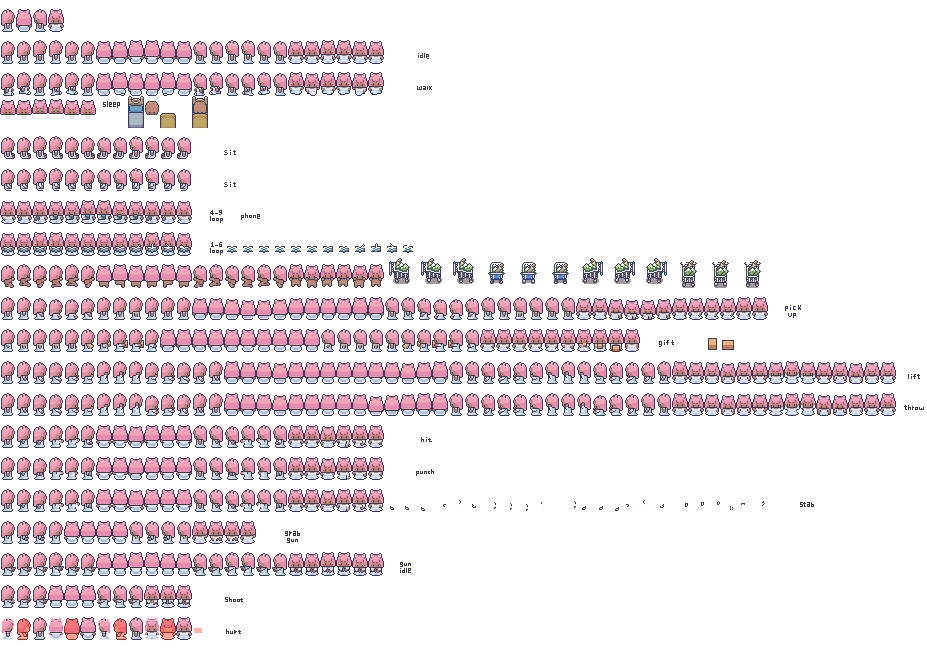 idle
walk
sleep
Sit
Sit
4-9
loop
phone
1-6
loop
pick
up
gift
lift
throw
hit
punch
stab
grab
gun
gun
idle
Shoot
hurt